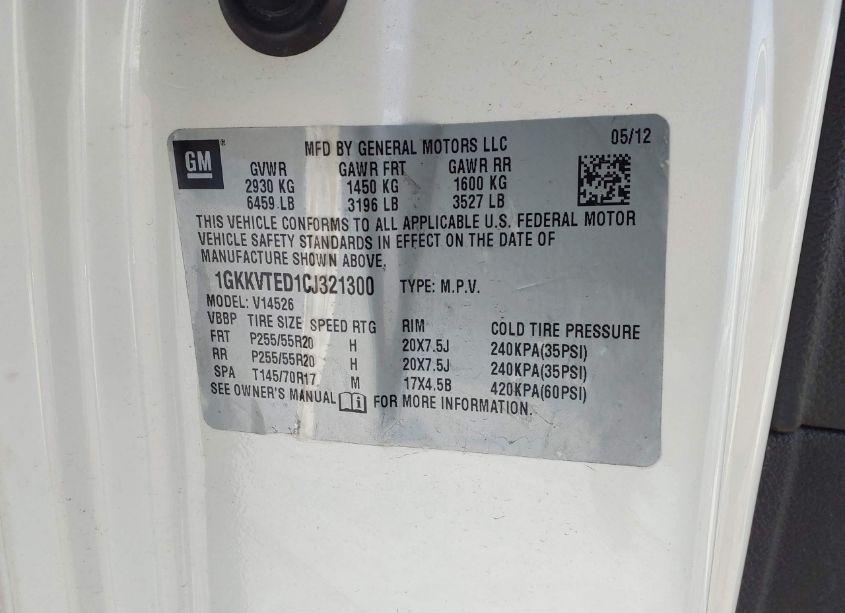 GM
MFD BY GENERAL MOTORS LLC 05/12
GVWR GAWR FRT GAWR RR
2930 KG 1450 KG 1600 KG
6459 LB 3196 LB 3527 LB
THIS VEHICLE CONFORMS TO ALL APPLICABLE U.S. FEDERAL MOTOR
VEHICLE SAFETY STANDARDS IN EFFECT ON THE DATE OF
MANUFACTURE SHOWN ABOVE.
1GKKVTED1CJ321300 TYPE: M.P.V.
MODEL: V14526
VBBP TIRE SIZE SPEED RTG RIM COLD TIRE PRESSURE
FRT P255/55R20 H 20X7.5J 240KPA(35PSI)
RR P255/55R20 H 20X7.5J 240KPA(35PSI)
SPA T145/70R17 M 17X4.5B 420KPA(60PSI)
SEE OWNER'S MANUAL FOR MORE INFORMATION.